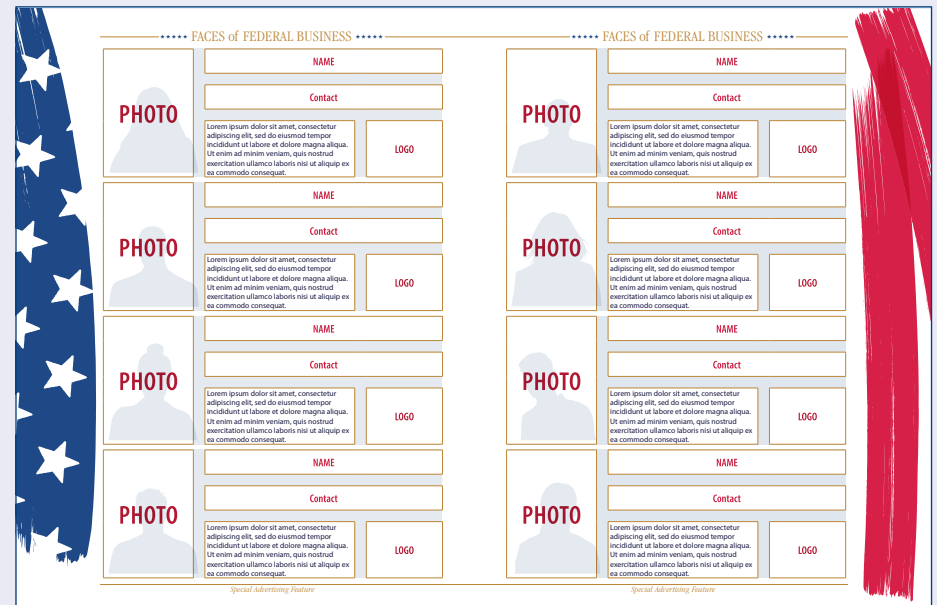 ★★★★★ FACES of FEDERAL BUSINESS ★★★★★
PHOTO
NAME
Contact
Lorem ipsum dolor sit amet, consectetur
adipiscing elit, sed do eiusmod tempor
incididunt ut labore et dolore magna aliqua.
Ut enim ad minim veniam, quis nostrud
exercitation ullamco laboris nisi ut aliquip ex
ea commodo consequat.
LOGO
PHOTO
NAME
Contact
Lorem ipsum dolor sit amet, consectetur
adipiscing elit, sed do eiusmod tempor
incididunt ut labore et dolore magna aliqua.
Ut enim ad minim veniam, quis nostrud
exercitation ullamco laboris nisi ut aliquip ex
ea commodo consequat.
LOGO
PHOTO
NAME
Contact
Lorem ipsum dolor sit amet, consectetur
adipiscing elit, sed do eiusmod tempor
incididunt ut labore et dolore magna aliqua.
Ut enim ad minim veniam, quis nostrud
exercitation ullamco laboris nisi ut aliquip ex
ea commodo consequat.
LOGO
PHOTO
NAME
Contact
Lorem ipsum dolor sit amet, consectetur
adipiscing elit, sed do eiusmod tempor
incididunt ut labore et dolore magna aliqua.
Ut enim ad minim veniam, quis nostrud
exercitation ullamco laboris nisi ut aliquip ex
ea commodo consequat.
LOGO
Special Advertising Feature
★★★★★ FACES of FEDERAL BUSINESS ★★★★★
PHOTO
NAME
Contact
Lorem ipsum dolor sit amet, consectetur
adipiscing elit, sed do eiusmod tempor
incididunt ut labore et dolore magna aliqua.
Ut enim ad minim veniam, quis nostrud
exercitation ullamco laboris nisi ut aliquip ex
ea commodo consequat.
LOGO
PHOTO
NAME
Contact
Lorem ipsum dolor sit amet, consectetur
adipiscing elit, sed do eiusmod tempor
incididunt ut labore et dolore magna aliqua.
Ut enim ad minim veniam, quis nostrud
exercitation ullamco laboris nisi ut aliquip ex
ea commodo consequat.
LOGO
PHOTO
NAME
Contact
Lorem ipsum dolor sit amet, consectetur
adipiscing elit, sed do eiusmod tempor
incididunt ut labore et dolore magna aliqua.
Ut enim ad minim veniam, quis nostrud
exercitation ullamco laboris nisi ut aliquip ex
ea commodo consequat.
LOGO
PHOTO
NAME
Contact
Lorem ipsum dolor sit amet, consectetur
adipiscing elit, sed do eiusmod tempor
incididunt ut labore et dolore magna aliqua.
Ut enim ad minim veniam, quis nostrud
exercitation ullamco laboris nisi ut aliquip ex
ea commodo consequat.
LOGO
Special Advertising Feature